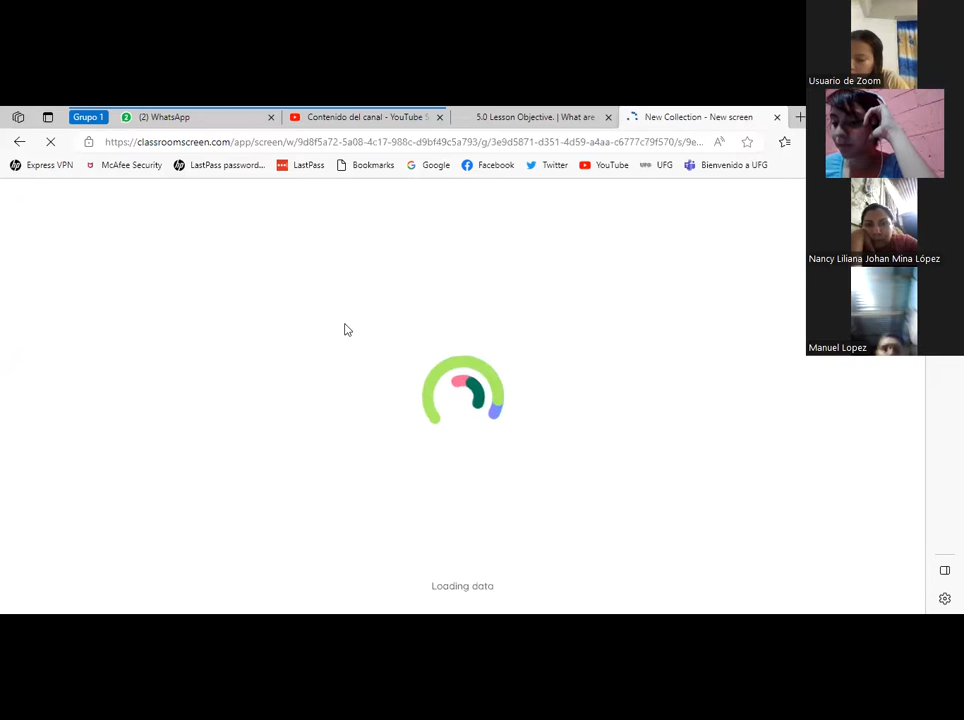 Usuario de Zoom
Grupo 1
2
(2) WhatsApp
Contenido del canal - YouTube S
5.0 Lesson Objective. | What are
New Collection - New screen
https://classroomscreen.com/app/screen/w/9d8f5a72-5a08-4c17-988c-d9bf49c5a793/g/3e9d5871-d351-4d59-a4aa-c6777c79f570/s/9e...
Express VPN
McAfee Security
LastPass password...
LastPass
Bookmarks
Google
Facebook
Twitter
YouTube
UFG
Bienvenido a UFG
Nancy Liliana Johan Mina López
Manuel Lopez
Loading data